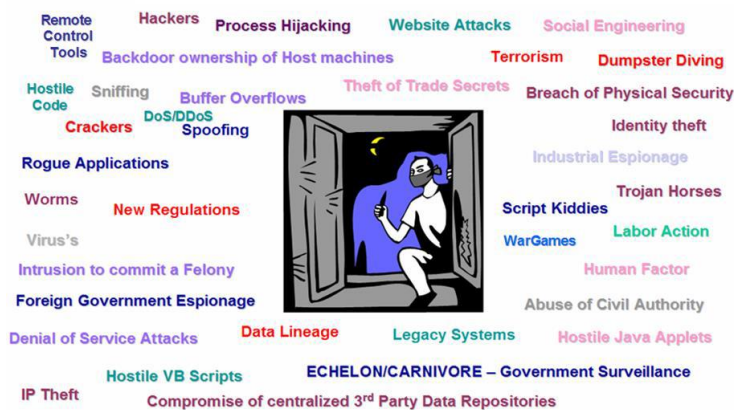 Remote
Control
Tools
Hackers
Process Hijacking
Website Attacks
Social Engineering
Backdoor ownership of Host machines
Terrorism
Dumpster Diving
Hostile
Code
Sniffing
Buffer Overflows
Theft of Trade Secrets
Breach of Physical Security
DoS/DDoS
Crackers
Spoofing
Identity theft
Rogue Applications
Industrial Espionage
Worms
New Regulations
Trojan Horses
Script Kiddies
Virus's
WarGames
Labor Action
Intrusion to commit a Felony
Human Factor
Foreign Government Espionage
Abuse of Civil Authority
Denial of Service Attacks
Data Lineage
Legacy Systems
Hostile Java Applets
Hostile VB Scripts
ECHELON/CARNIVORE – Government Surveillance
IP Theft
Compromise of centralized 3rd Party Data Repositories